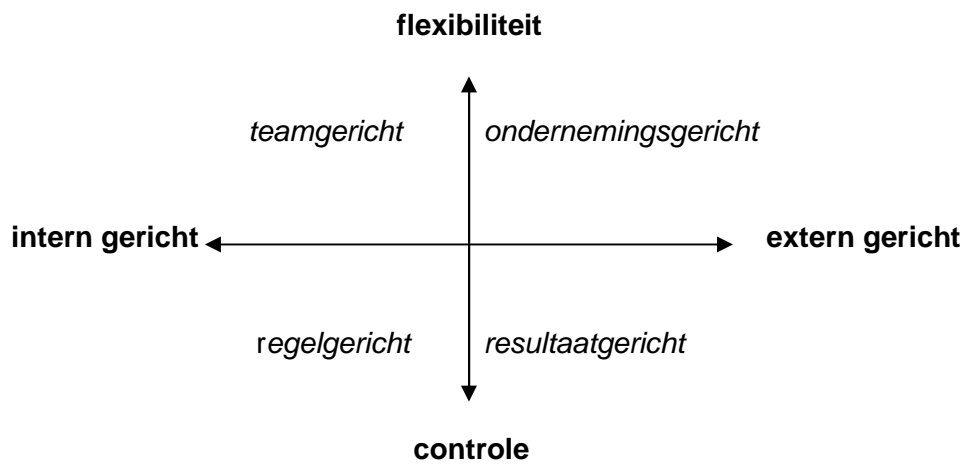 flexibiliteit
teamgericht ondernemingsgericht
intern gericht extern gericht
regelgericht resultaatgericht
controle